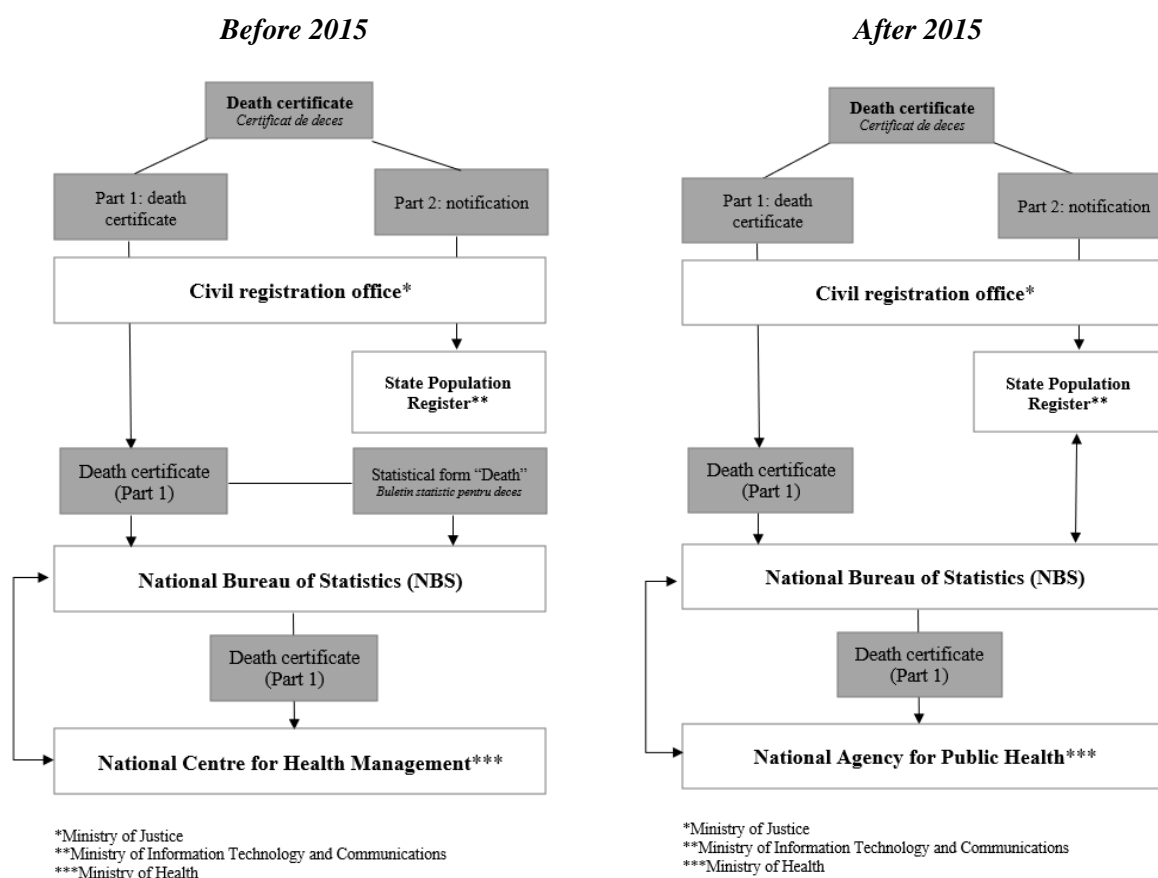 Before 2015
Death certificate
Certificat de deces
Part 1: death
certificate
Part 2: notification
Civil registration office*
State Population
Register**
Death certificate
(Part 1)
Statistical form “Death”
Buletin statistic pentru deces
National Bureau of Statistics (NBS)
Death certificate
(Part 1)
National Centre for Health Management***
*Ministry of Justice
**Ministry of Information Technology and Communications
***Ministry of Health
After 2015
Death certificate
Certificat de deces
Part 1: death
certificate
Part 2: notification
Civil registration office*
State Population
Register**
Death certificate
(Part 1)
National Bureau of Statistics (NBS)
Death certificate
(Part 1)
National Agency for Public Health***
*Ministry of Justice
**Ministry of Information Technology and Communications
***Ministry of Health